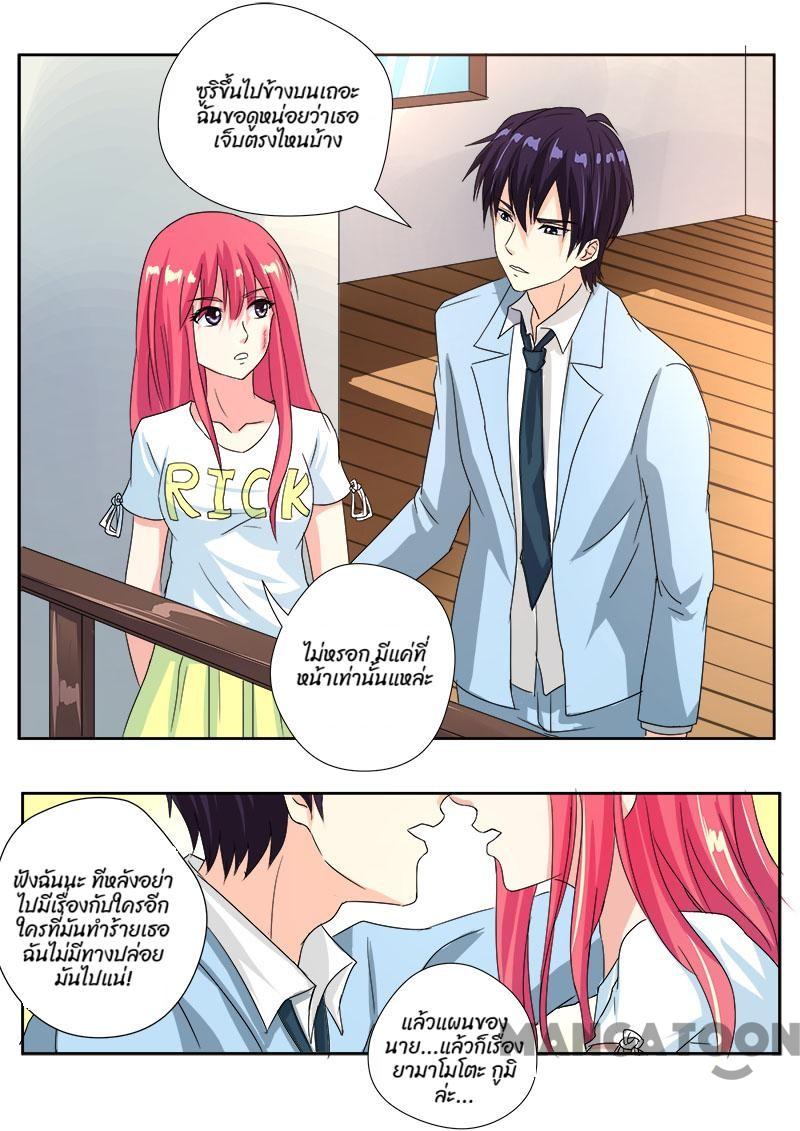 ซูริขึ้นไปข้างบนเถอะ
ฉันขอดูหน่อยว่าเธอ
เจ็บตรงไหนบ้าง
RICK
ไม่หรอก มีแค่ที่
หน้าเท่านั้นแหล่ะ
ฟังฉันนะ ทีหลังอย่า
ไปมีเรื่องกับใครอีก
ใครที่มันทำร้ายเธอ
ฉันไม่มีทางปล่อย
มันไปแน่!
แล้วแผนของ
นาย...แล้วก็เรื่อง
ยามาโมโตะ กูมิ
ล่ะ...
MANGATOON